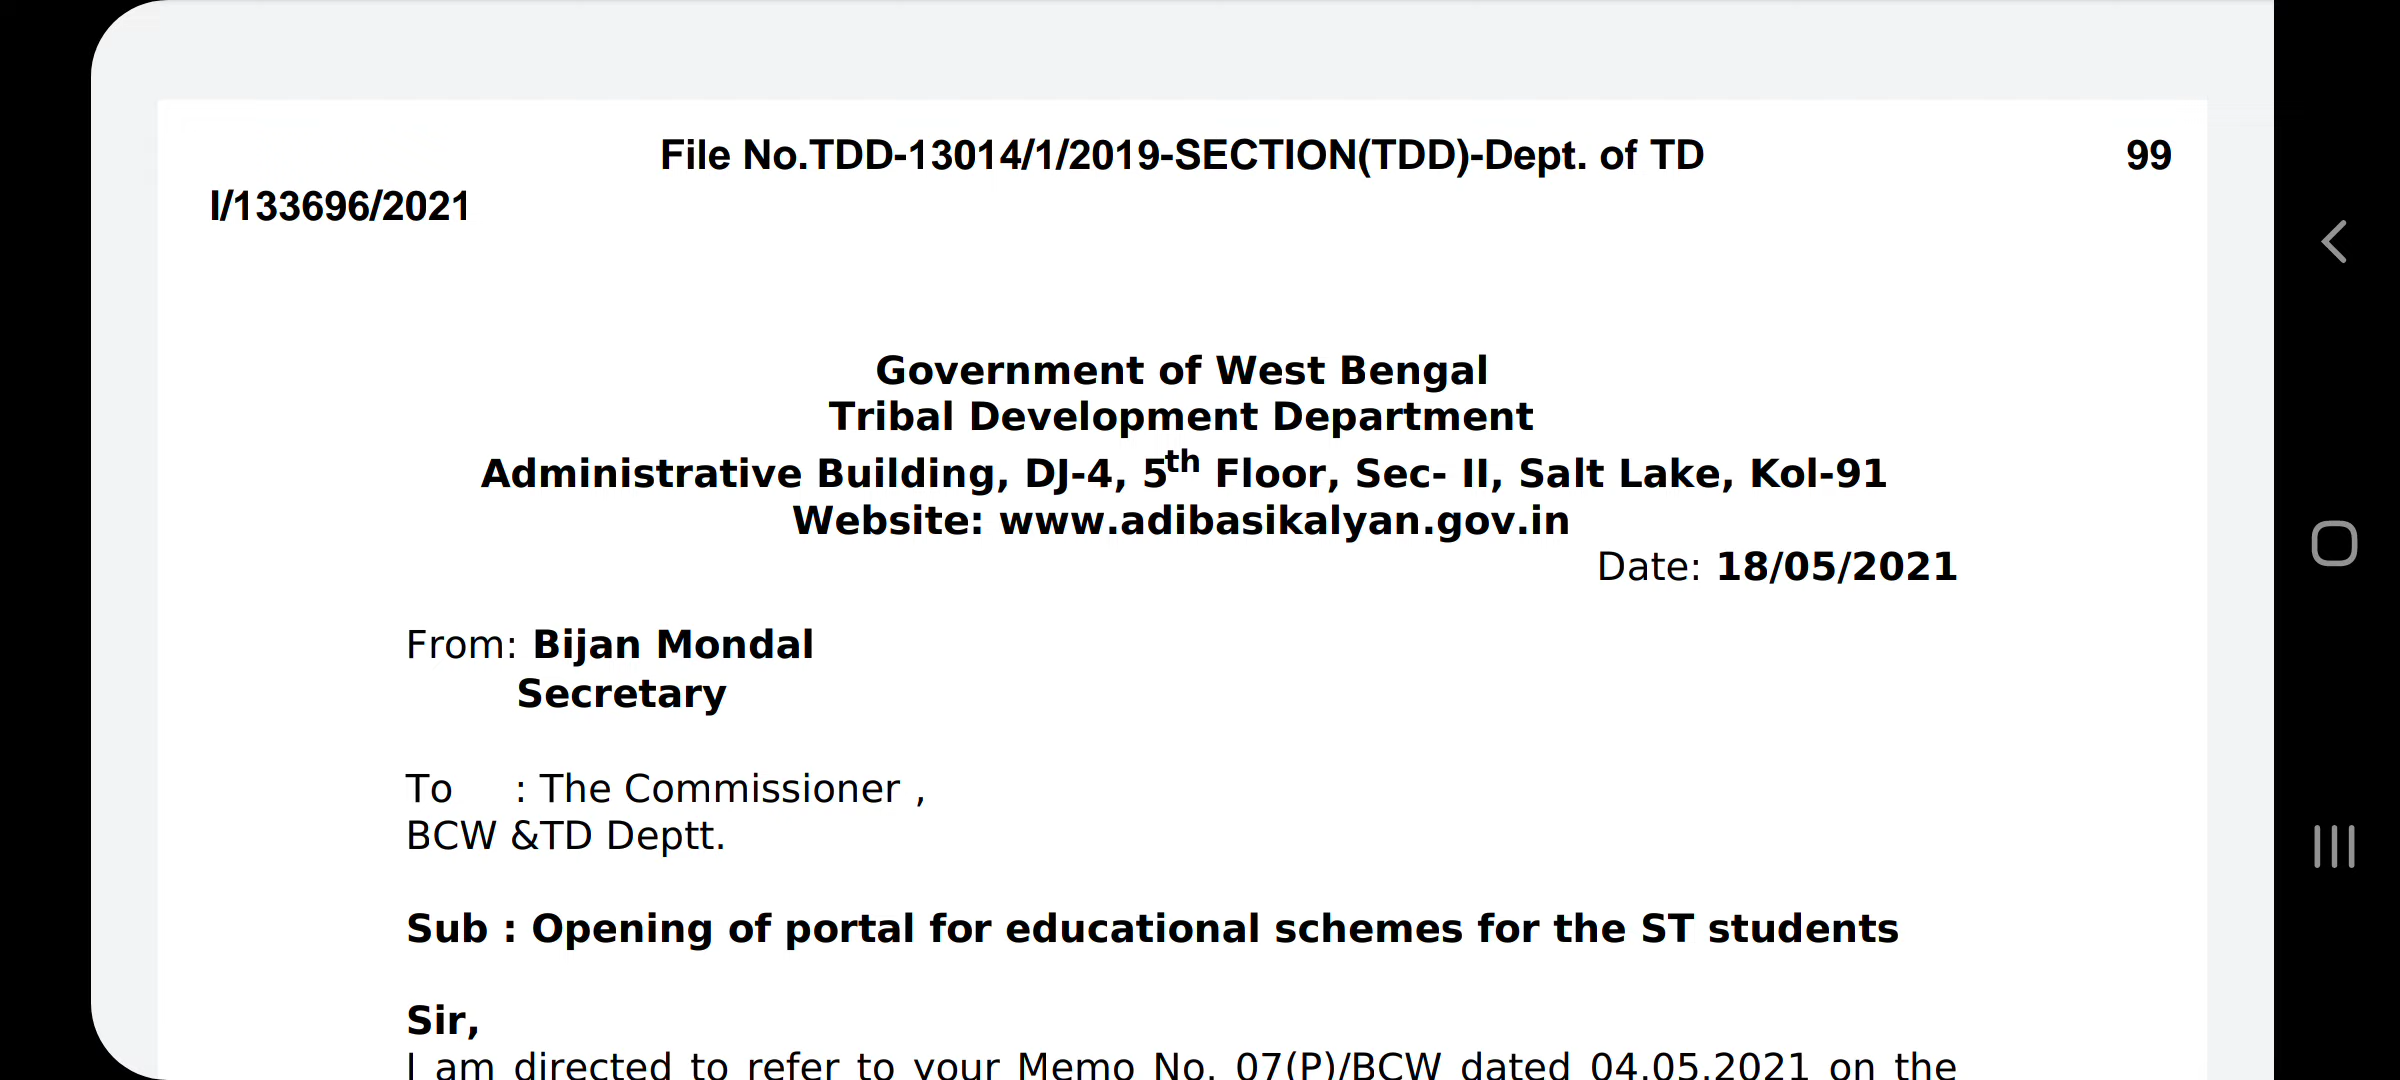 File No.TDD-13014/1/2019-SECTION(TDD)-Dept. of TD 99
I/133696/2021
Government of West Bengal
Tribal Development Department
Administrative Building, DJ-4, 5th Floor, Sec- II, Salt Lake, Kol-91
Website: www.adibasikalyan.gov.in
Date: 18/05/2021
From: Bijan Mondal
Secretary
To : The Commissioner ,
BCW &TD Deptt.
Sub : Opening of portal for educational schemes for the ST students
Sir,
I am directed to refer to your Memo No. 07(P)/BCW dated 04.05.2021 on the